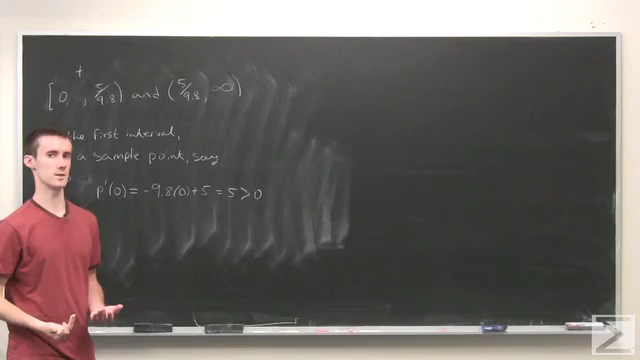 +
[0, 5/9.8) and (5/9.8, ∞)
the first interval,
a sample point, say
p'(0) = -9.8(0) + 5 = 5 > 0
Σ